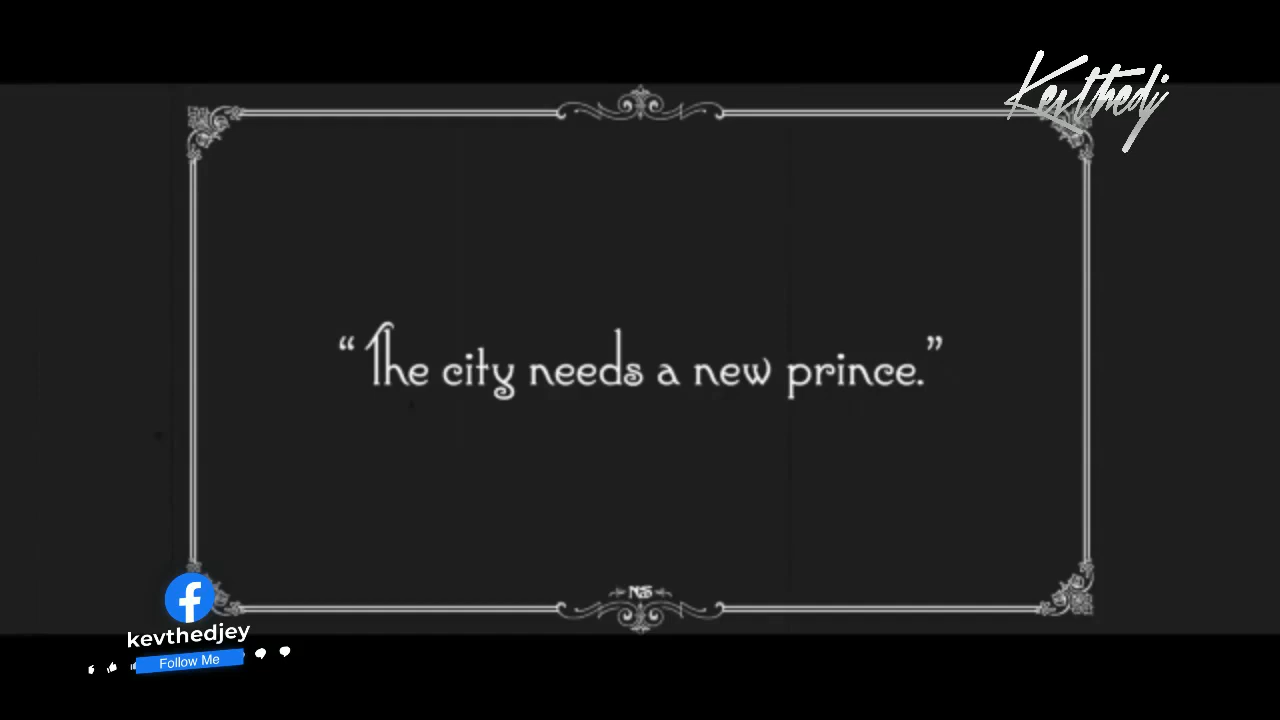 Kevthedj
“The city needs a new prince.”
kevthedjey
Follow Me